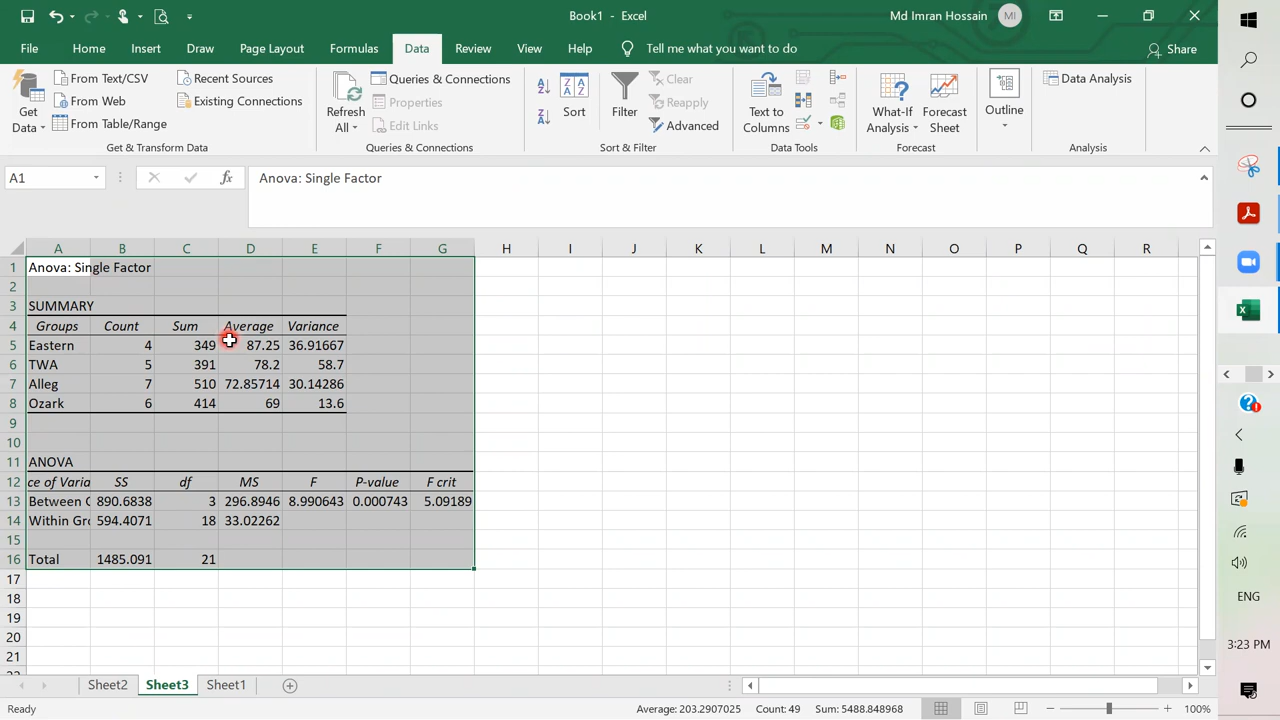 Book1 - Excel
Md Imran Hossain MI
File Home Insert Draw Page Layout Formulas Data Review View Help Tell me what you want to do Share
Get Data
From Text/CSV
From Web
From Table/Range
Recent Sources
Existing Connections
Get & Transform Data
Refresh All
Queries & Connections
Properties
Edit Links
Queries & Connections
Sort
Filter
Clear
Reapply
Advanced
Sort & Filter
Text to Columns
Data Tools
What-If Analysis
Forecast Sheet
Forecast
Outline
Data Analysis
Analysis
A1 fx Anova: Single Factor
A B C D E F G H I J K L M N O P Q R
1 Anova: Single Factor
2
3 SUMMARY
4 Groups Count Sum Average Variance
5 Eastern 4 349 87.25 36.91667
6 TWA 5 391 78.2 58.7
7 Alleg 7 510 72.85714 30.14286
8 Ozark 6 414 69 13.6
9
10
11 ANOVA
12 ce of Varia SS df MS F P-value F crit
13 Between G 890.6838 3 296.8946 8.990643 0.000743 5.09189
14 Within Gro 594.4071 18 33.02262
15
16 Total 1485.091 21
17
18
19
20
21
Sheet2 Sheet3 Sheet1
Ready Average: 203.2907025 Count: 49 Sum: 5488.848968 100%
ENG
3:23 PM